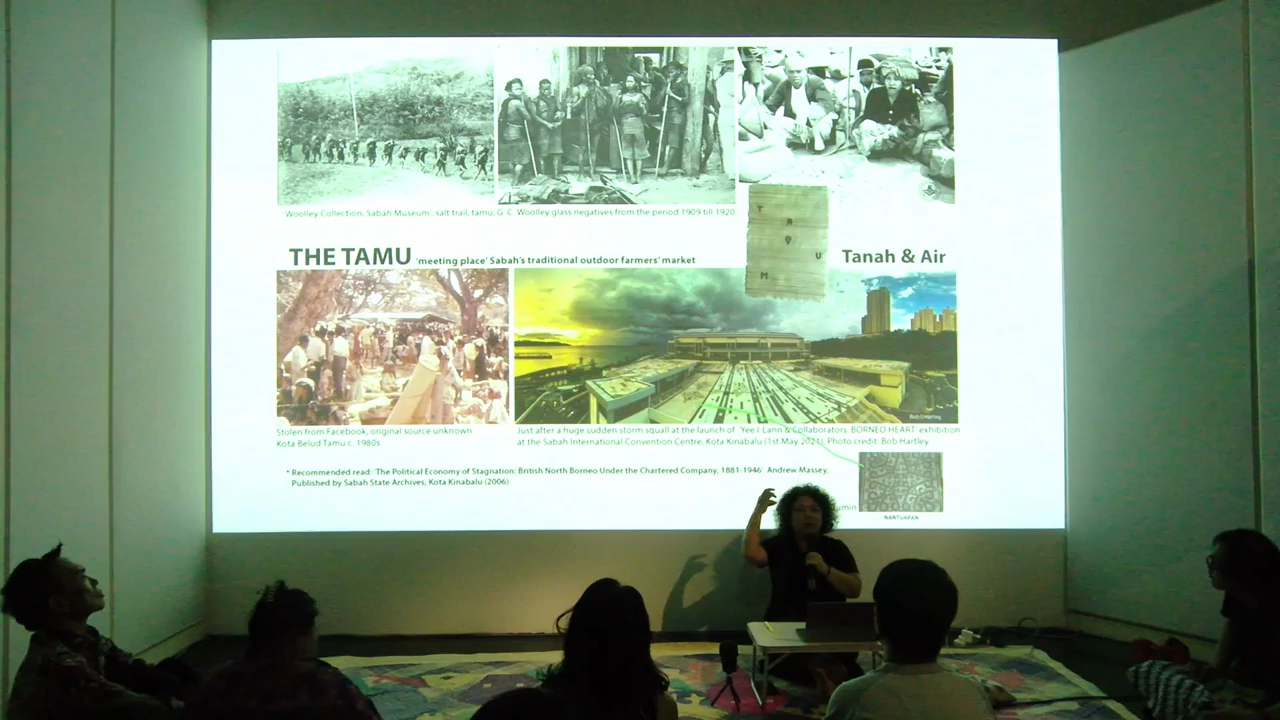 Woolley Collection, Sabah Museum: salt trail, tamu, G. C. Woolley glass negatives from the period 1909 till 1920
T
A
U
M
THE TAMU 'meeting place' Sabah's traditional outdoor farmers' market
Tanah & Air
Bob © Hartley
Stolen from Facebook, original source unknown
Kota Belud Tamu c. 1980s
Just after a huge sudden storm squall at the launch of 'Yee I-Lann & Collaborators: BORNEO HEART' exhibition
at the Sabah International Convention Centre, Kota Kinabalu (1st May 2021). Photo credit: Bob Hartley
* Recommended read: 'The Political Economy of Stagnation: British North Borneo Under the Chartered Company, 1881-1946' Andrew Massey.
Published by Sabah State Archives, Kota Kinabalu (2006)
NANTUAPAN